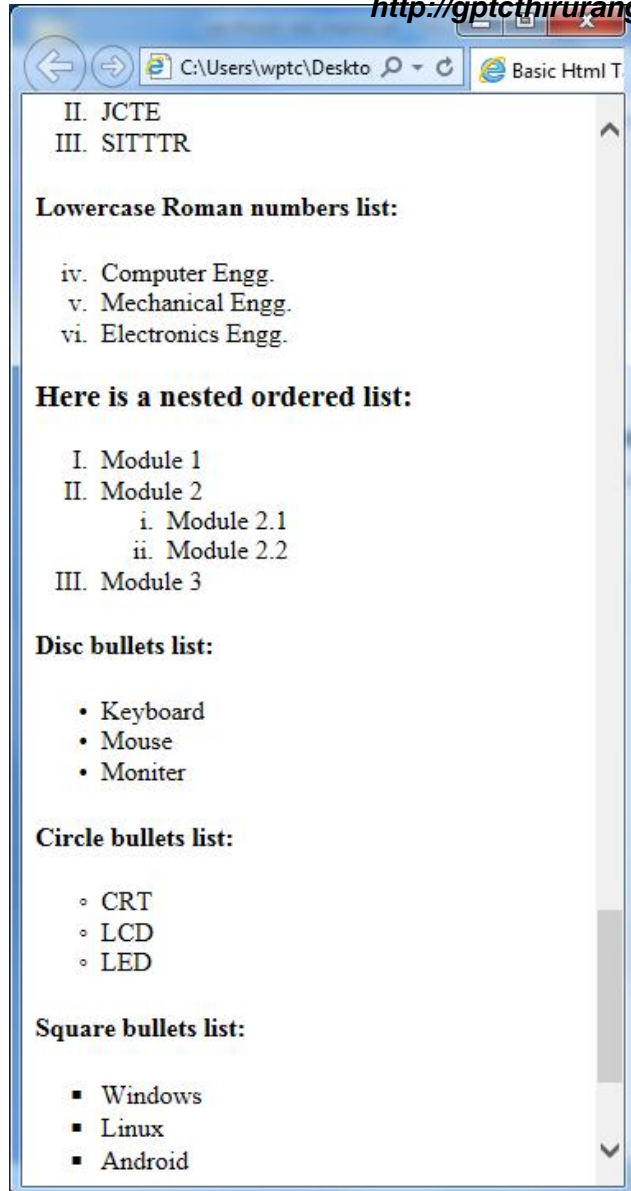 http://gptcthirurang
C:\Users\wptc\Deskto
Basic Html T
II. JCTE
III. SITTTR
Lowercase Roman numbers list:
iv. Computer Engg.
v. Mechanical Engg.
vi. Electronics Engg.
Here is a nested ordered list:
I. Module 1
II. Module 2
i. Module 2.1
ii. Module 2.2
III. Module 3
Disc bullets list:
• Keyboard
• Mouse
• Moniter
Circle bullets list:
◦ CRT
◦ LCD
◦ LED
Square bullets list:
▪ Windows
▪ Linux
▪ Android